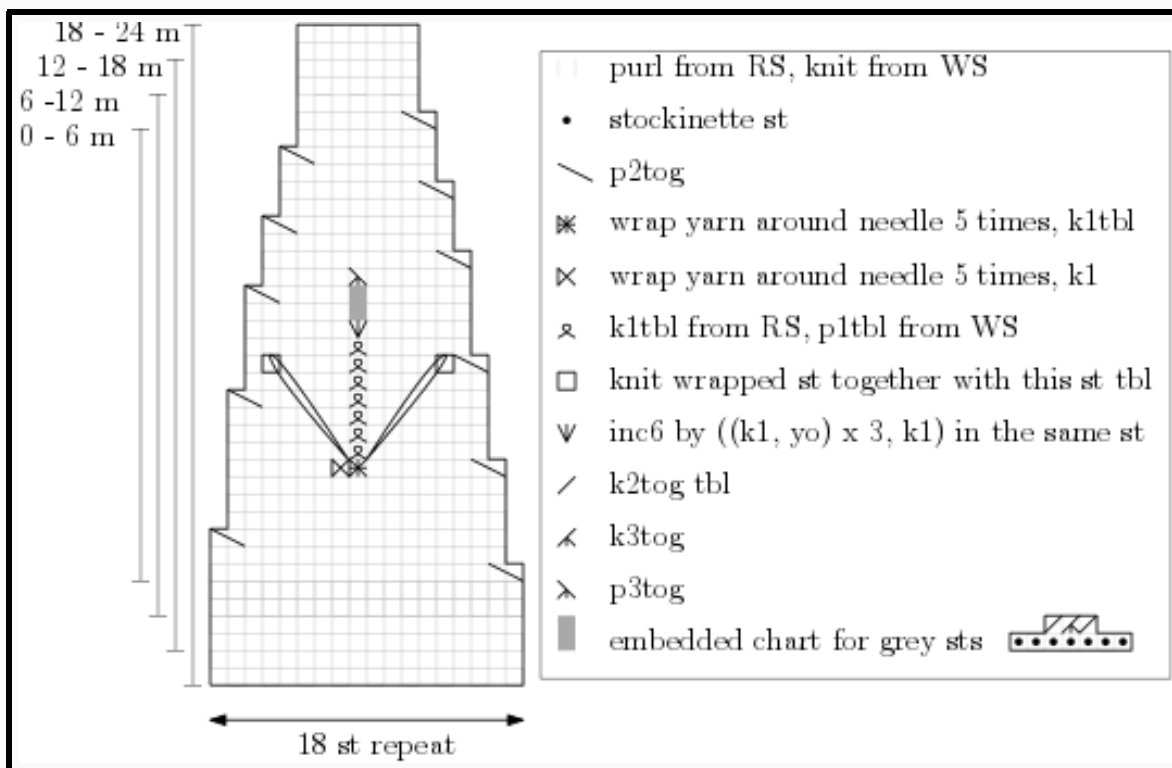 18 - 24 m
12 - 18 m
6 -12 m
0 - 6 m
purl from RS, knit from WS
stockinette st
p2tog
wrap yarn around needle 5 times, k1tbl
wrap yarn around needle 5 times, k1
k1tbl from RS, p1tbl from WS
knit wrapped st together with this st tbl
inc6 by ((k1, yo) x 3, k1) in the same st
k2tog tbl
k3tog
p3tog
embedded chart for grey sts
18 st repeat